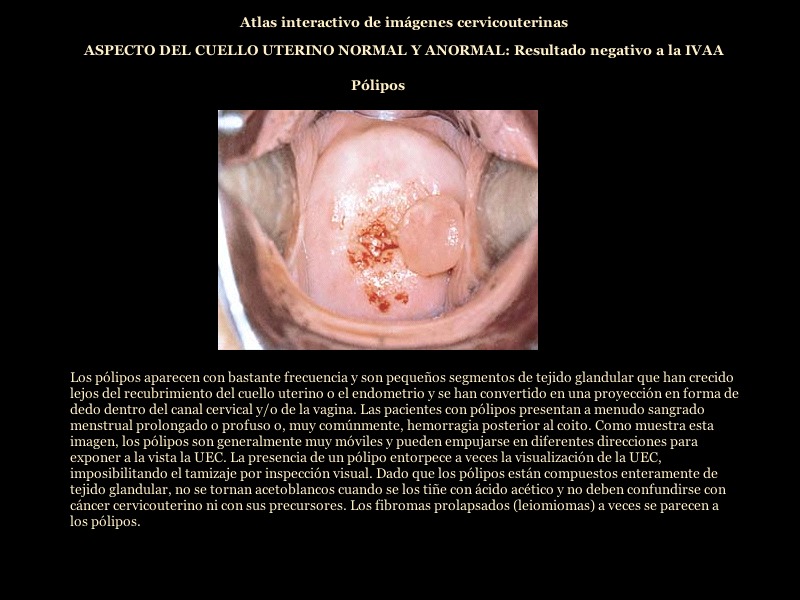 Atlas interactivo de imágenes cervicouterinas
ASPECTO DEL CUELLO UTERINO NORMAL Y ANORMAL: Resultado negativo a la IVAA
Pólipos
Los pólipos aparecen con bastante frecuencia y son pequeños segmentos de tejido glandular que han crecido
lejos del recubrimiento del cuello uterino o el endometrio y se han convertido en una proyección en forma de
dedo dentro del canal cervical y/o de la vagina. Las pacientes con pólipos presentan a menudo sangrado
menstrual prolongado o profuso o, muy comúnmente, hemorragia posterior al coito. Como muestra esta
imagen, los pólipos son generalmente muy móviles y pueden empujarse en diferentes direcciones para
exponer a la vista la UEC. La presencia de un pólipo entorpece a veces la visualización de la UEC,
imposibilitando el tamizaje por inspección visual. Dado que los pólipos están compuestos enteramente de
tejido glandular, no se tornan acetoblancos cuando se los tiñe con ácido acético y no deben confundirse con
cáncer cervicouterino ni con sus precursores. Los fibromas prolapsados (leiomiomas) a veces se parecen a
los pólipos.